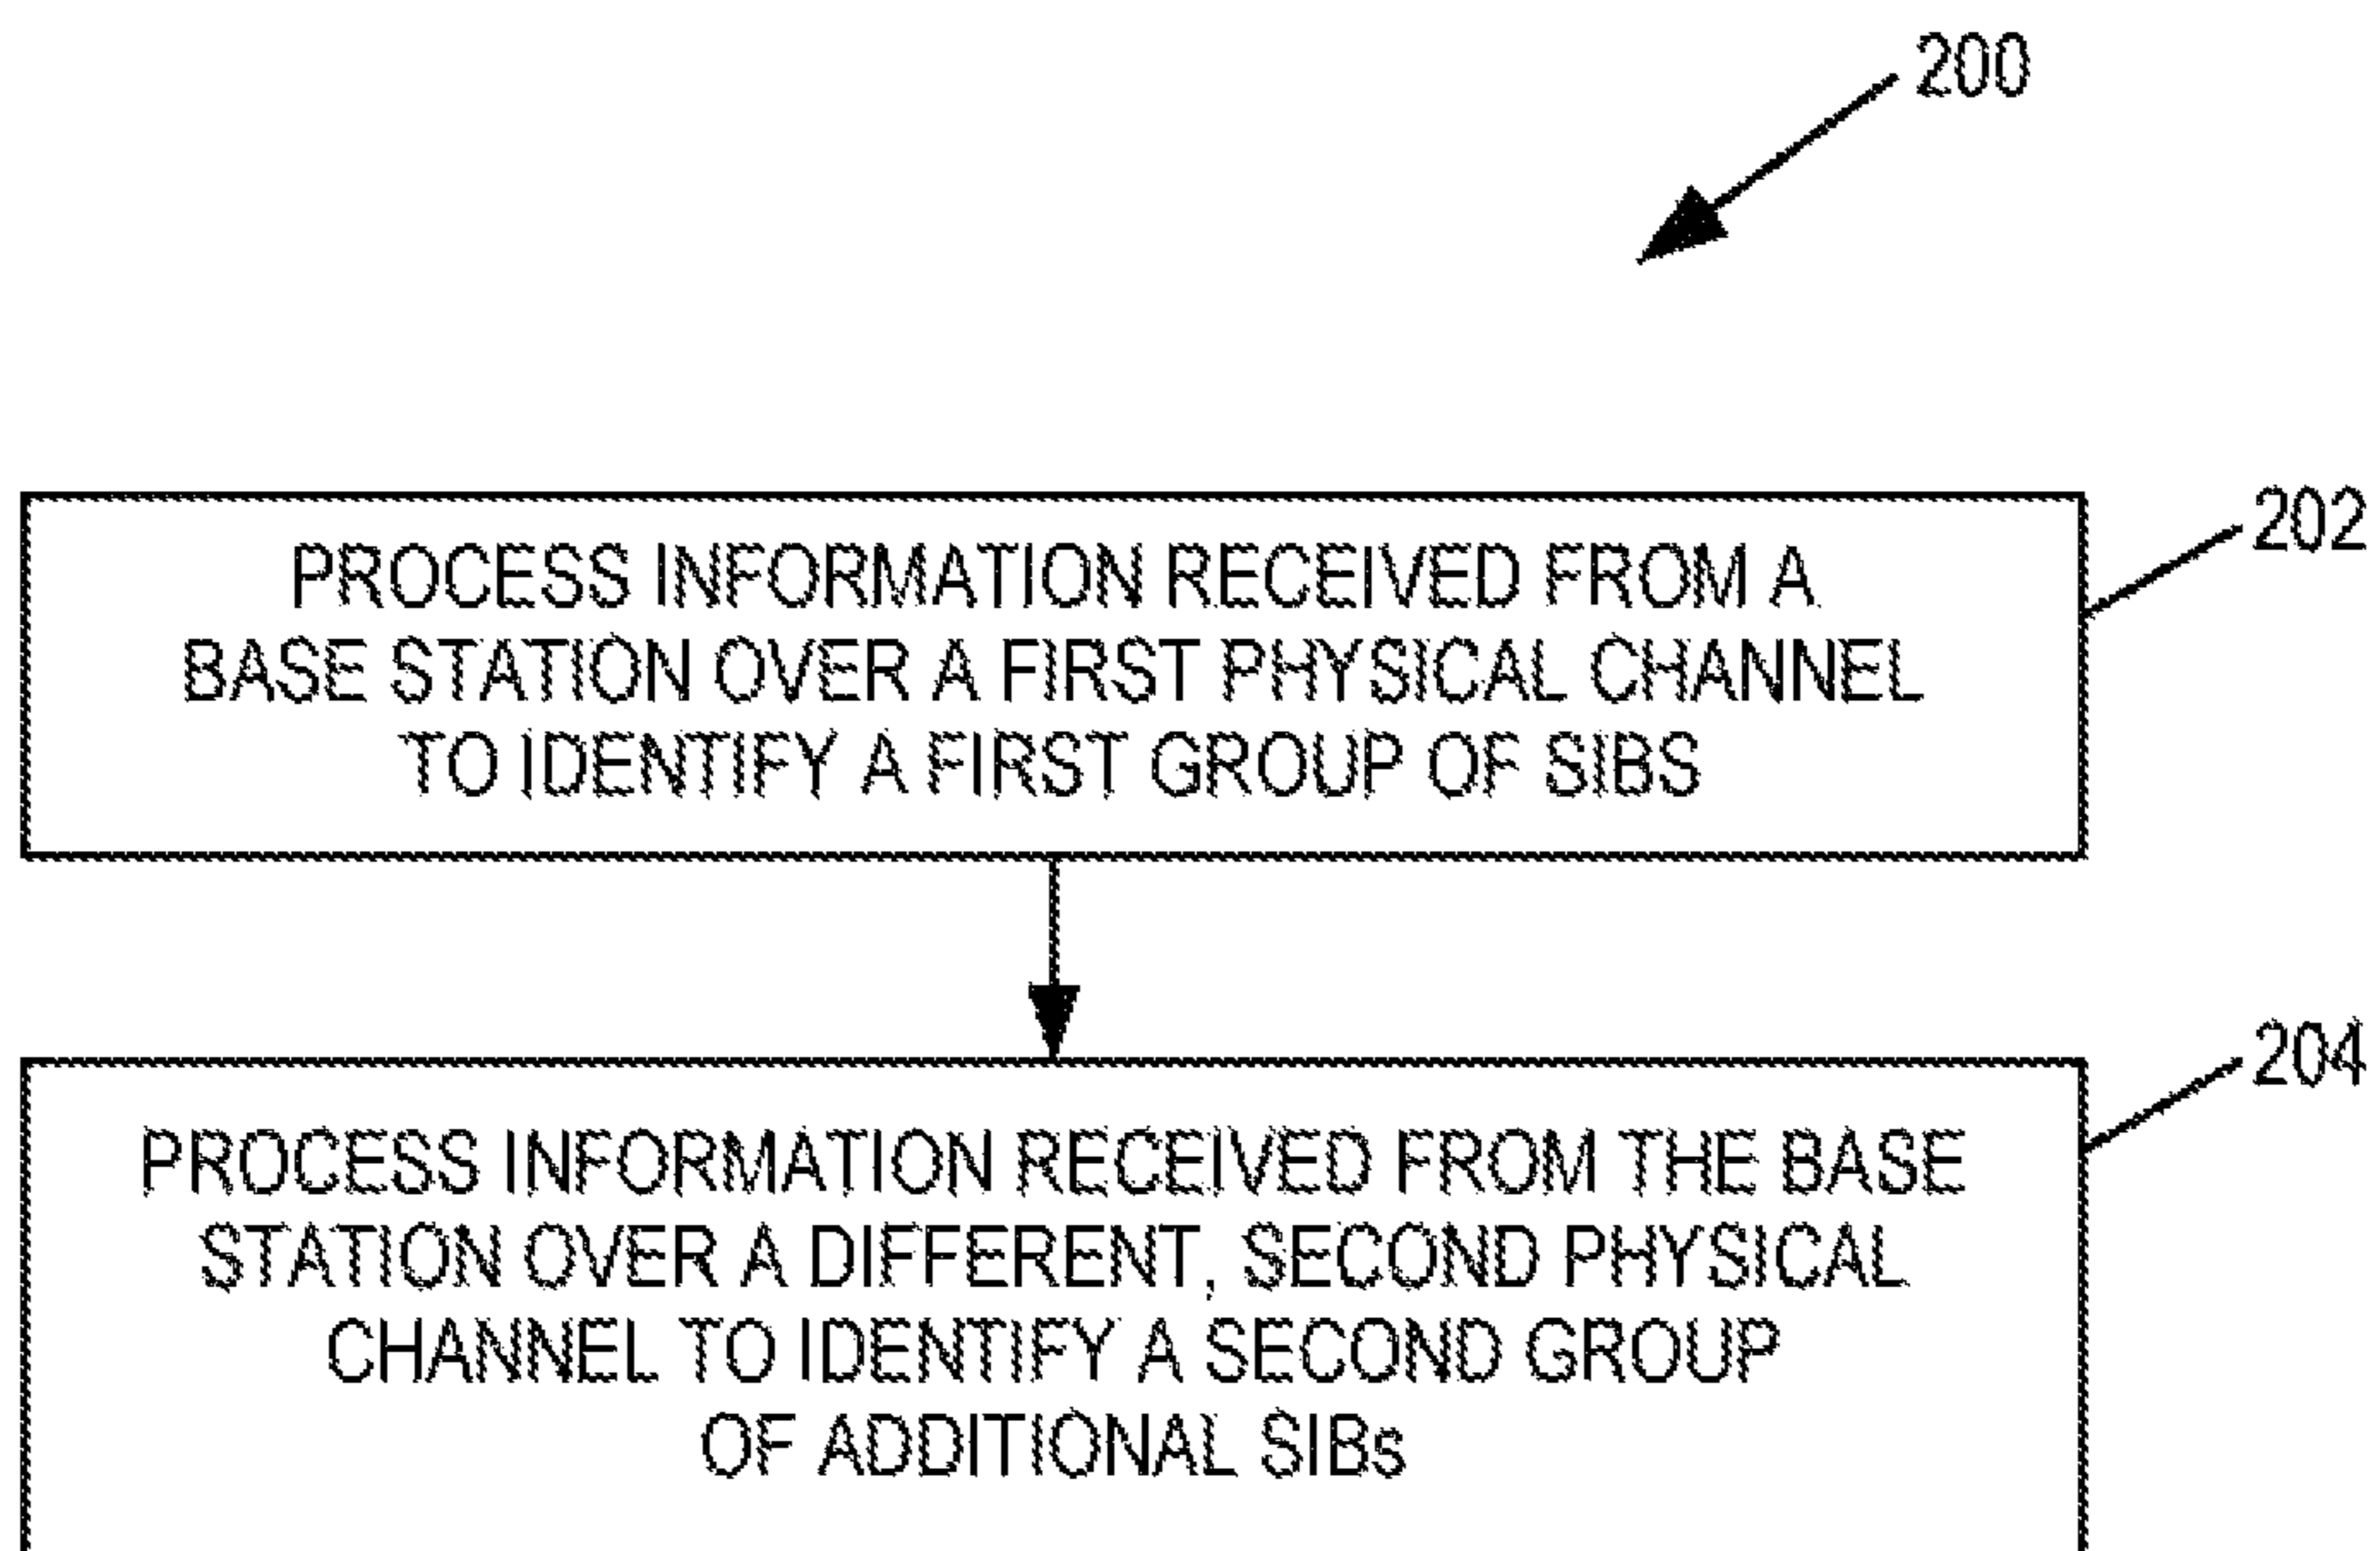 200
202
PROCESS INFORMATION RECEIVED FROM A
BASE STATION OVER A FIRST PHYSICAL CHANNEL
TO IDENTIFY A FIRST GROUP OF SIBS
204
PROCESS INFORMATION RECEIVED FROM THE BASE
STATION OVER A DIFFERENT, SECOND PHYSICAL
CHANNEL TO IDENTIFY A SECOND GROUP
OF ADDITIONAL SIBs